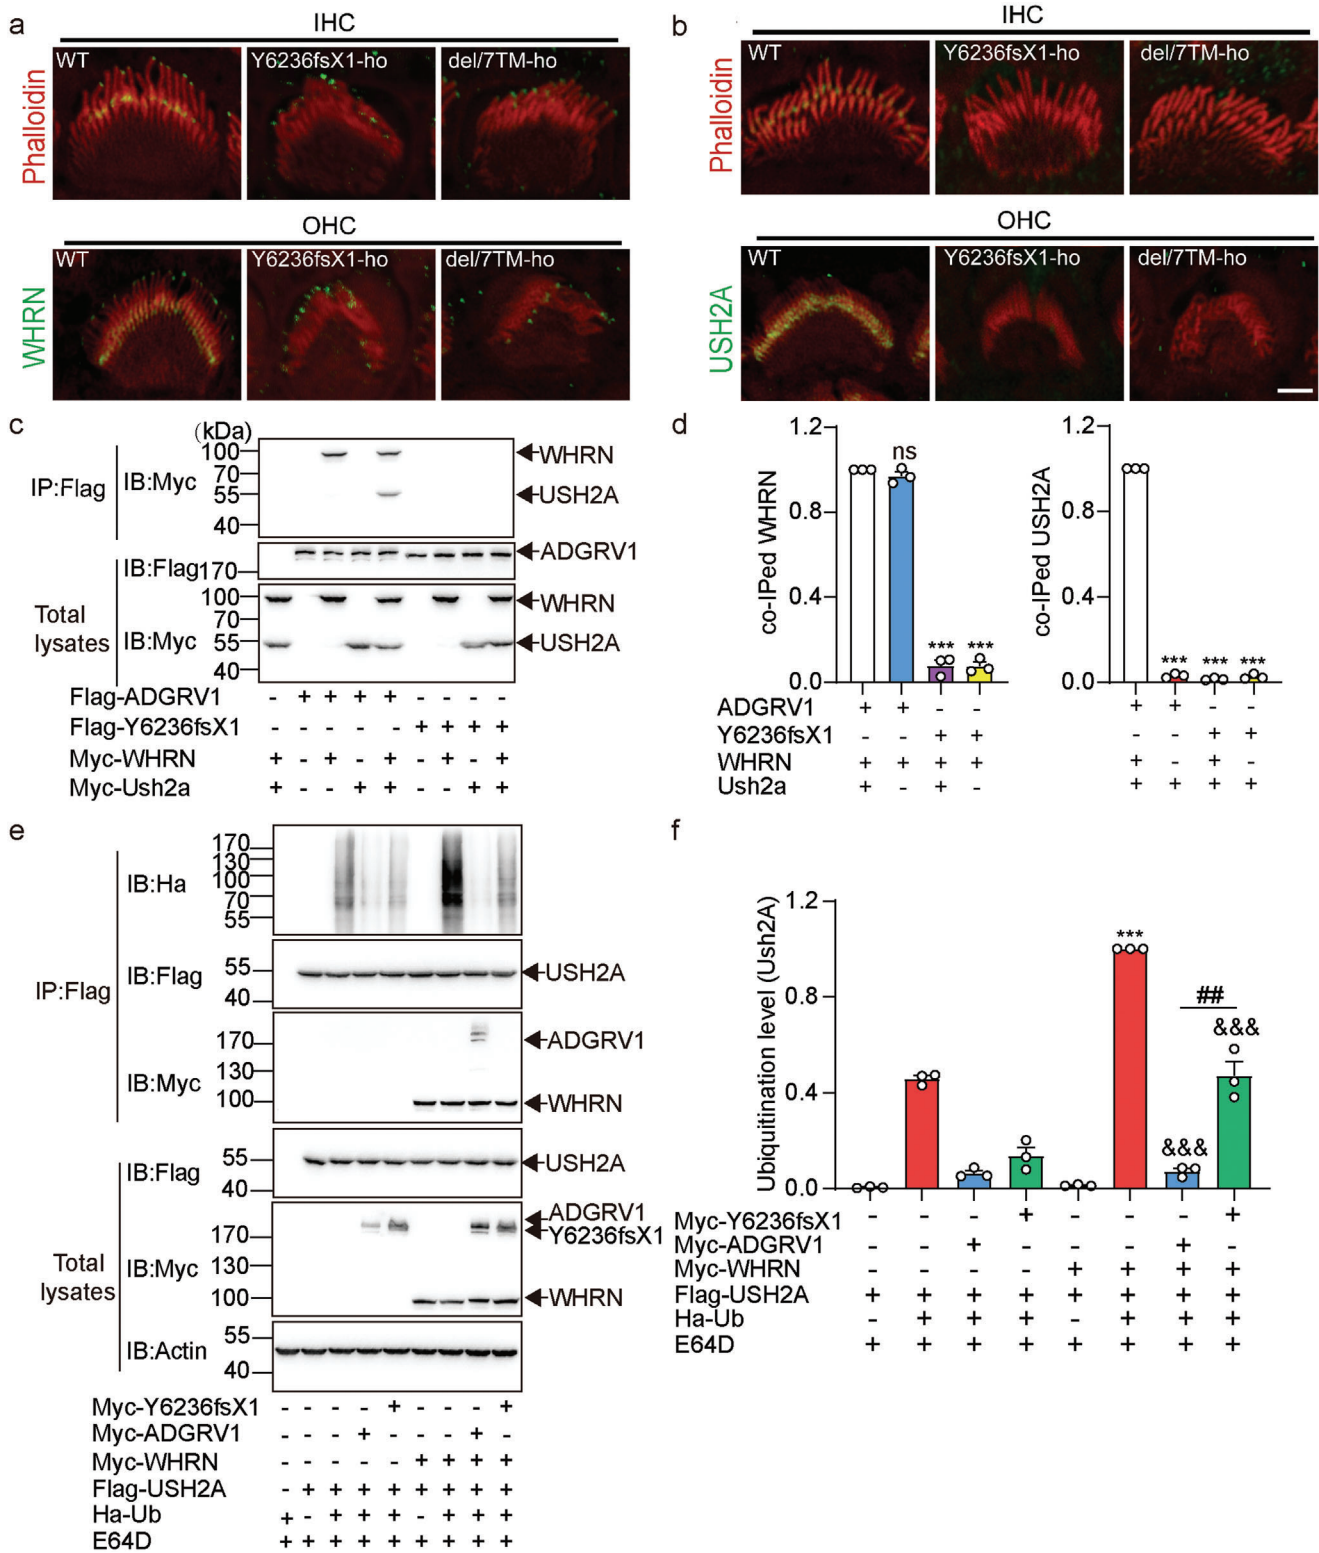 a
IHC
Phalloidin
WT
Y6236fsX1-ho
del/7TM-ho
OHC
WHRN
WT
Y6236fsX1-ho
del/7TM-ho
b
IHC
Phalloidin
WT
Y6236fsX1-ho
del/7TM-ho
OHC
USH2A
WT
Y6236fsX1-ho
del/7TM-ho
c
(kDa)
IP:Flag
IB:Myc
100
70
55
40
WHRN
USH2A
IB:Flag
170
ADGRV1
Total lysates
IB:Myc
100
70
55
40
WHRN
USH2A
Flag-ADGRV1 - + + + + - - - -
Flag-Y6236fsX1 - - - - - + + + +
Myc-WHRN + - + - + - + - +
Myc-Ush2a + - - + + - - + +
d
co-IPed WHRN
1.2
0.8
0.4
0.0
ns
*** ***
co-IPed USH2A
1.2
0.8
0.4
0.0
*** *** ***
ADGRV1 + + - - + + - -
Y6236fsX1 - - + + - - + +
WHRN + + + + + - + -
Ush2a + - + - + + + +
e
IP:Flag
IB:Ha
170
130
100
70
55
IB:Flag
55
40
USH2A
IB:Myc
170
130
100
ADGRV1
WHRN
Total lysates
IB:Flag
55
40
USH2A
IB:Myc
170
130
100
ADGRV1
Y6236fsX1
WHRN
IB:Actin
55
40
Myc-Y6236fsX1 - - - - + - - - +
Myc-ADGRV1 - - - + - - - + -
Myc-WHRN - - - - - + + + +
Flag-USH2A - + + + + + + + +
Ha-Ub + - + + + - + + +
E64D + + + + + + + + +
f
Ubiquitination level (Ush2A)
1.2
0.8
0.4
0.0
***
##
&&&
&&&
Myc-Y6236fsX1 - - - + - - - +
Myc-ADGRV1 - - + - - - + -
Myc-WHRN - - - - + + + +
Flag-USH2A + + + + + + + +
Ha-Ub - + + + - + + +
E64D + + + + + + + +